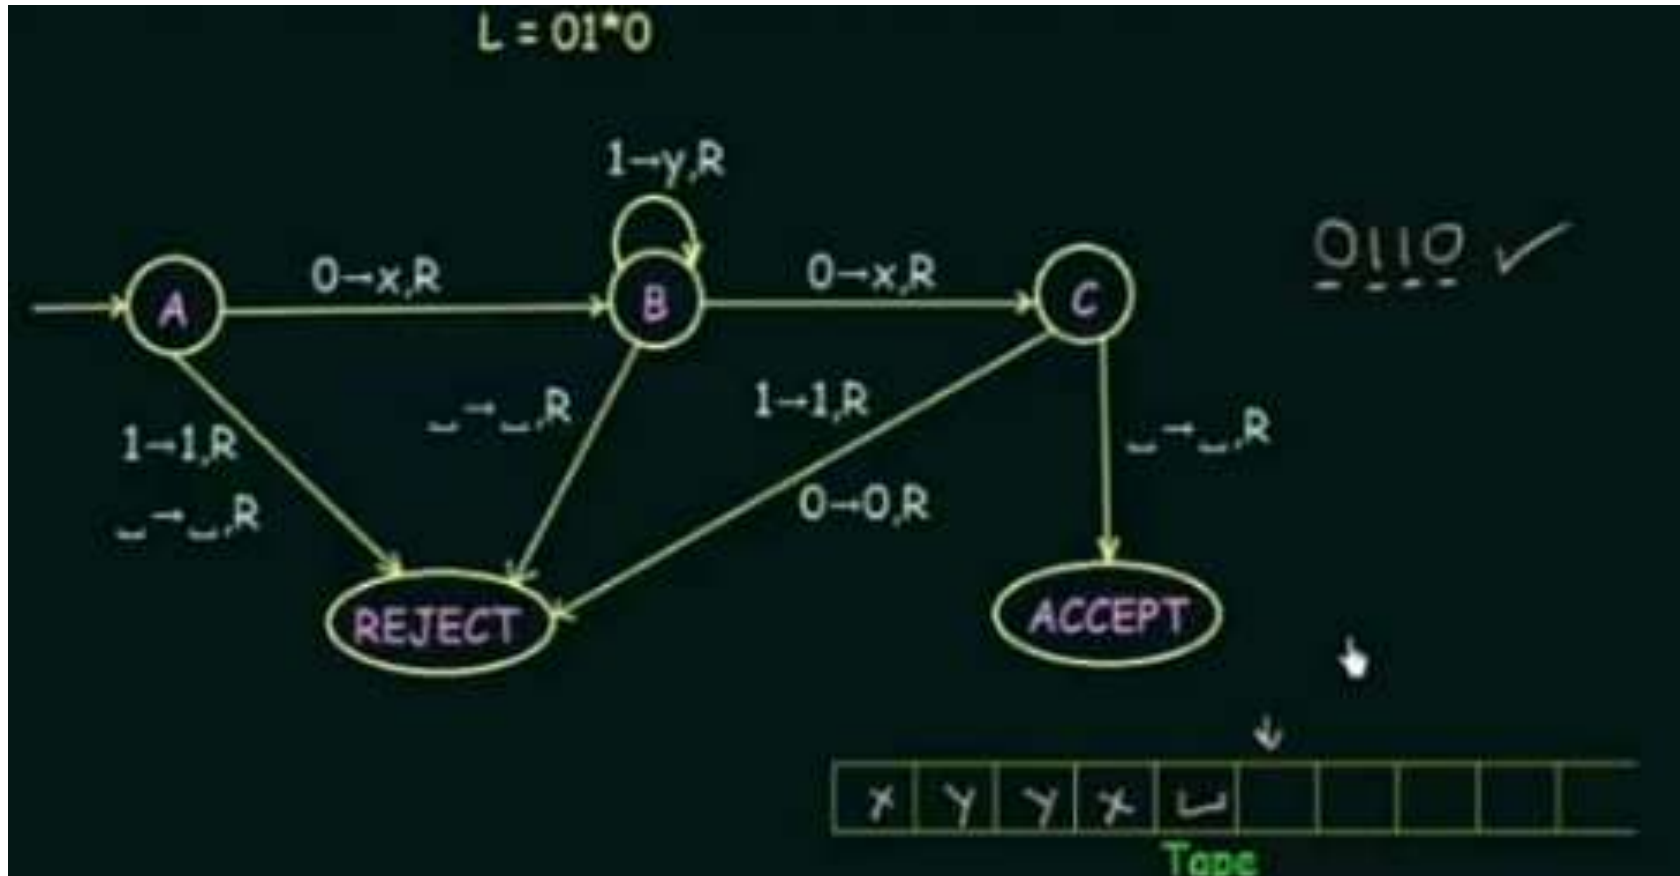 L = 01*0
1→y,R
0→x,R
0→x,R
0110 ✓
A
B
C
1→1,R
␣→␣,R
␣→␣,R
1→1,R
0→0,R
␣→␣,R
REJECT
ACCEPT
x y y x ␣
Tape